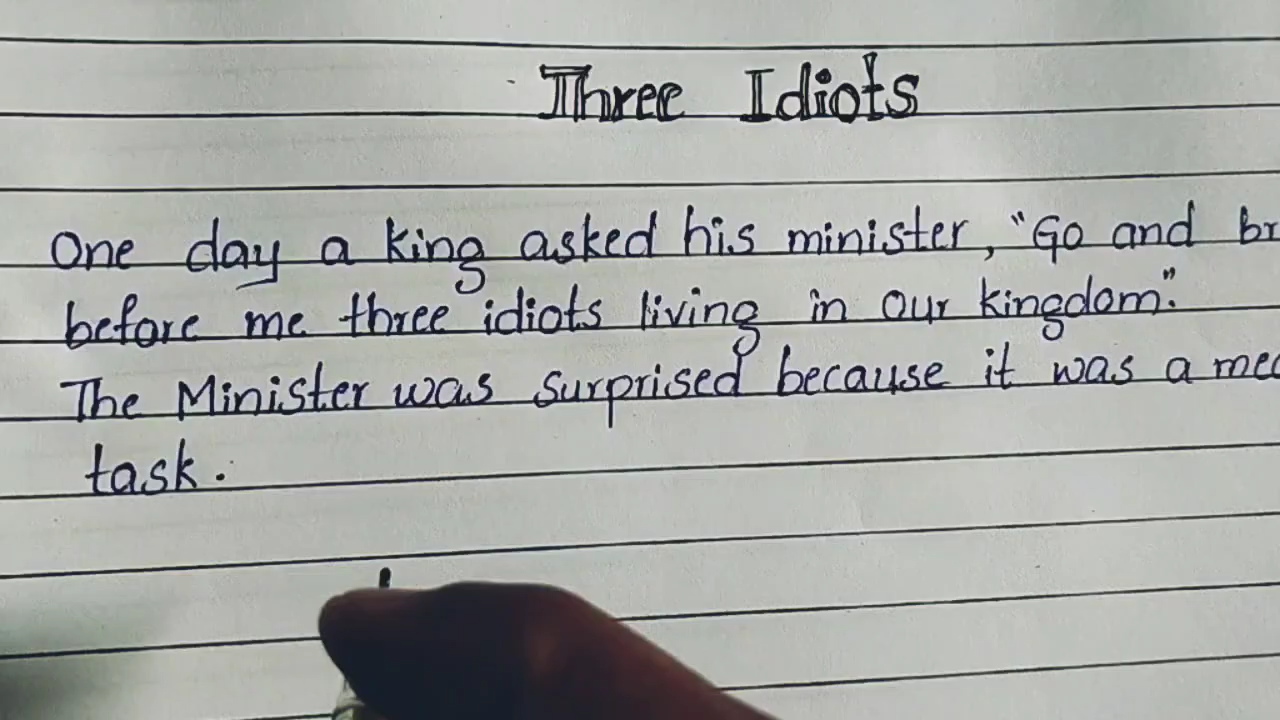 Three Idiots
One day a king asked his minister, "Go and
before me three idiots living in our kingdom."
The Minister was surprised because it was a
task.